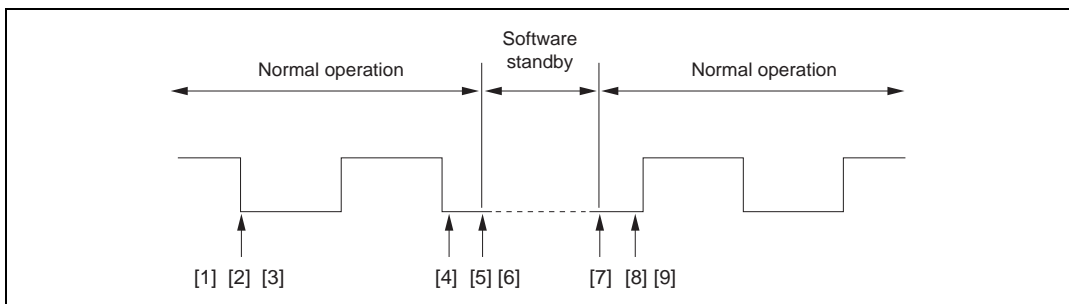 Software
standby
Normal operation
Normal operation
[1] [2] [3] [4] [5] [6] [7] [8] [9]